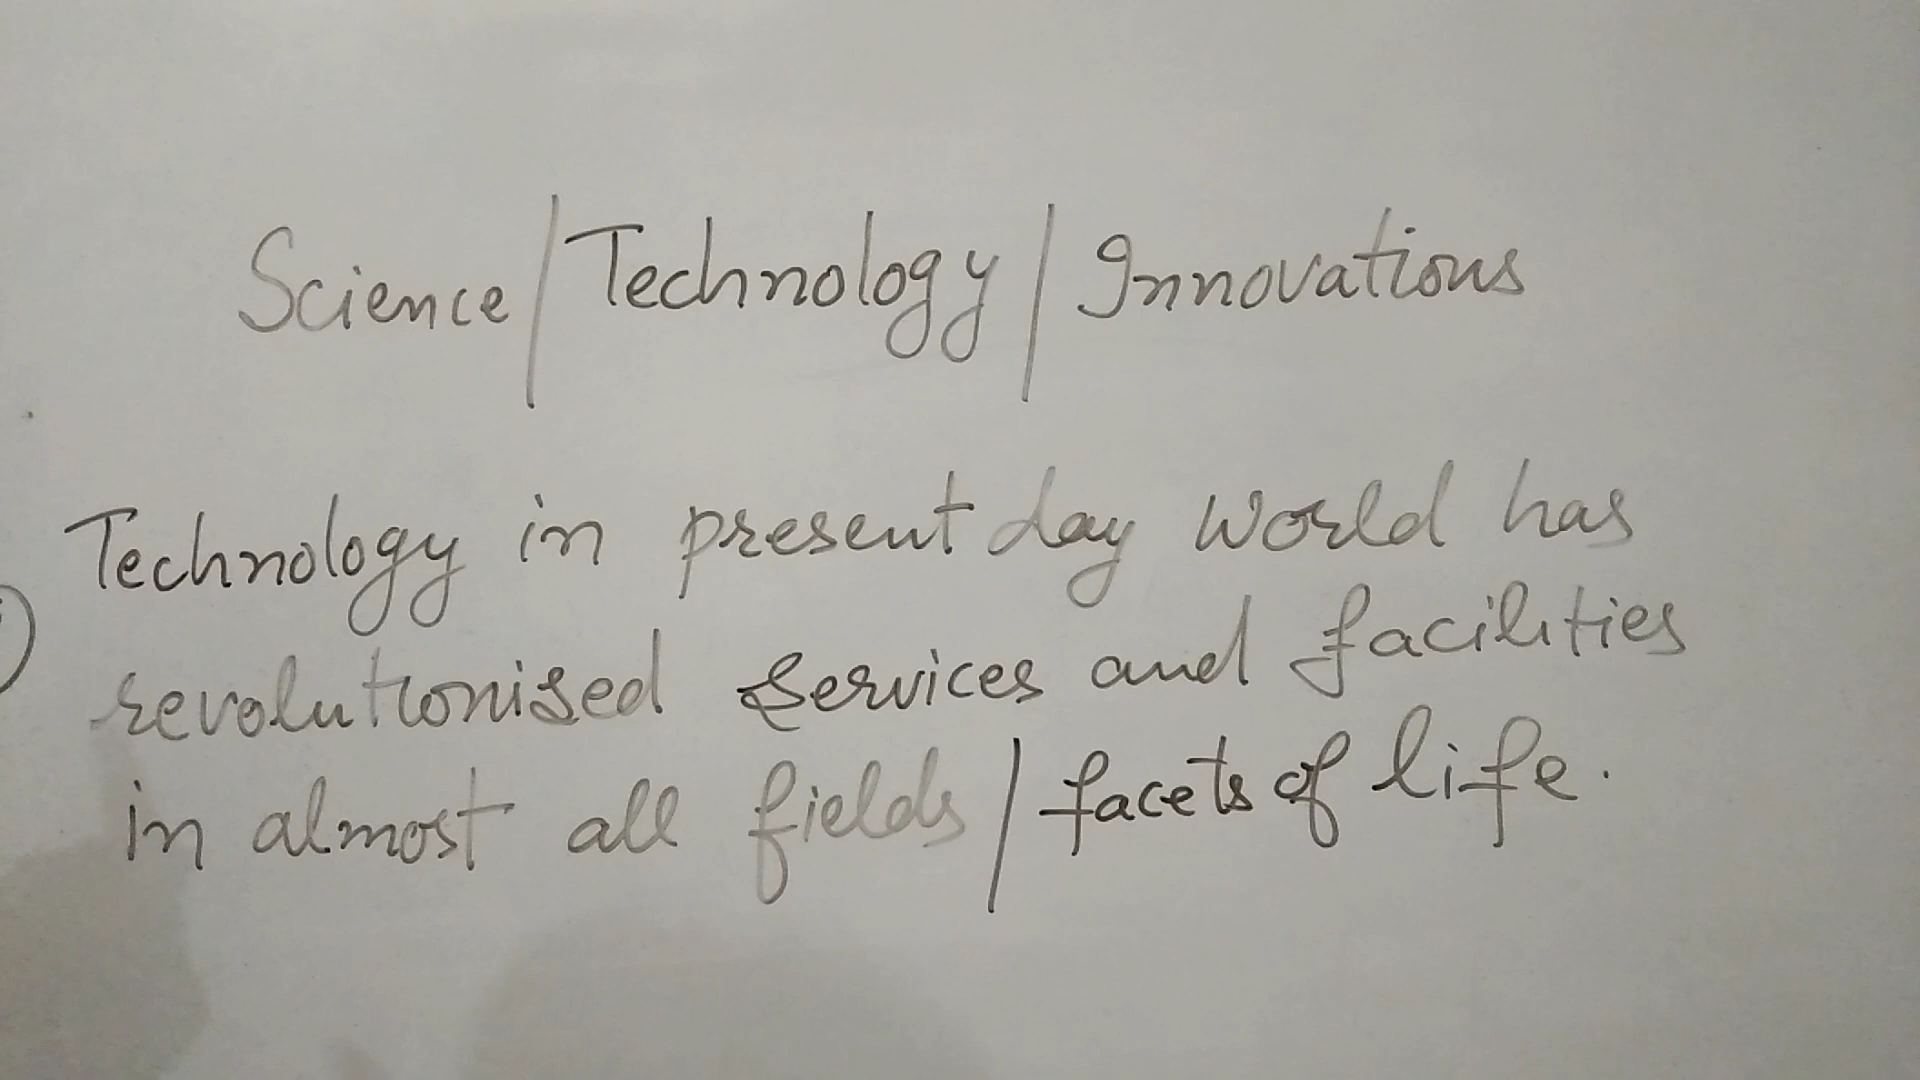 Science/Technology/Innovations
Technology in present day world has
revolutionised services and facilities
in almost all fields/facets of life.